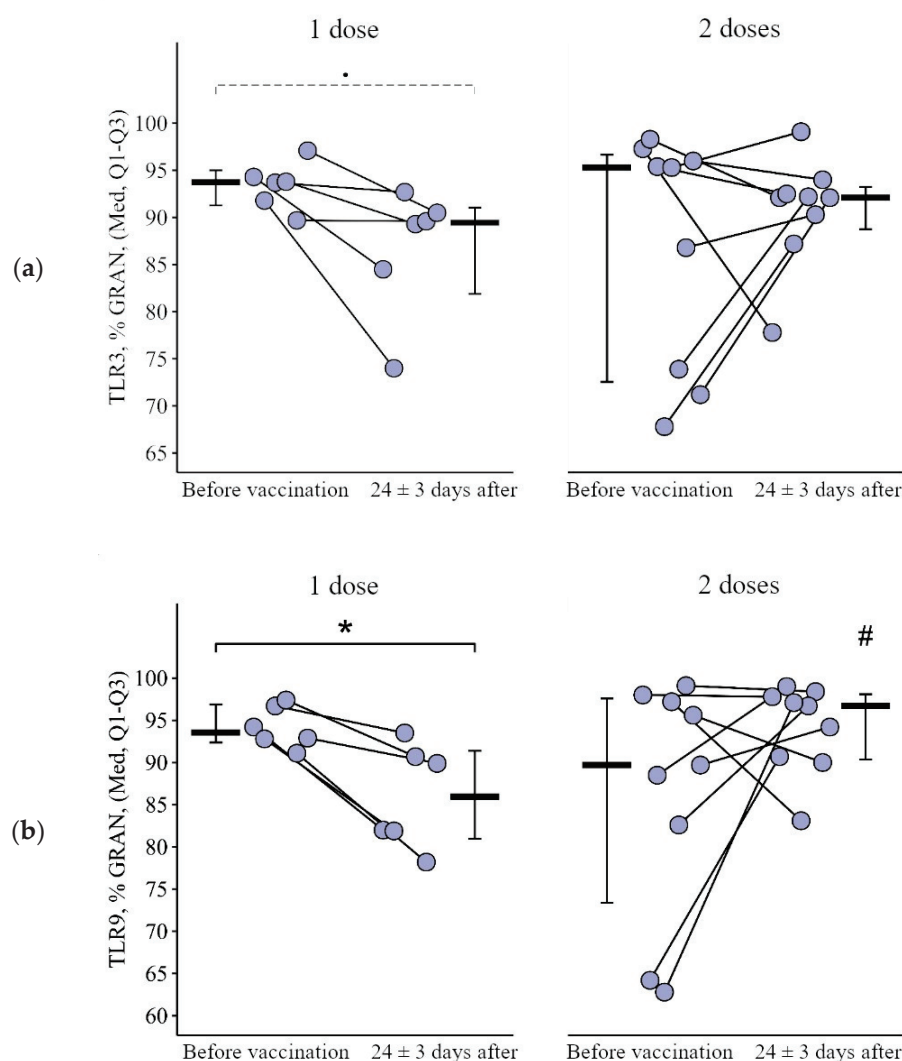 1 dose
2 doses
(a)
TLR3, % GRAN, (Med, Q1-Q3)
100
95
90
85
80
75
70
65
Before vaccination 24 ± 3 days after
Before vaccination 24 ± 3 days after
1 dose
2 doses
*
#
(b)
TLR9, % GRAN, (Med, Q1-Q3)
100
95
90
85
80
75
70
65
60
Before vaccination 24 ± 3 days after
Before vaccination 24 ± 3 days after